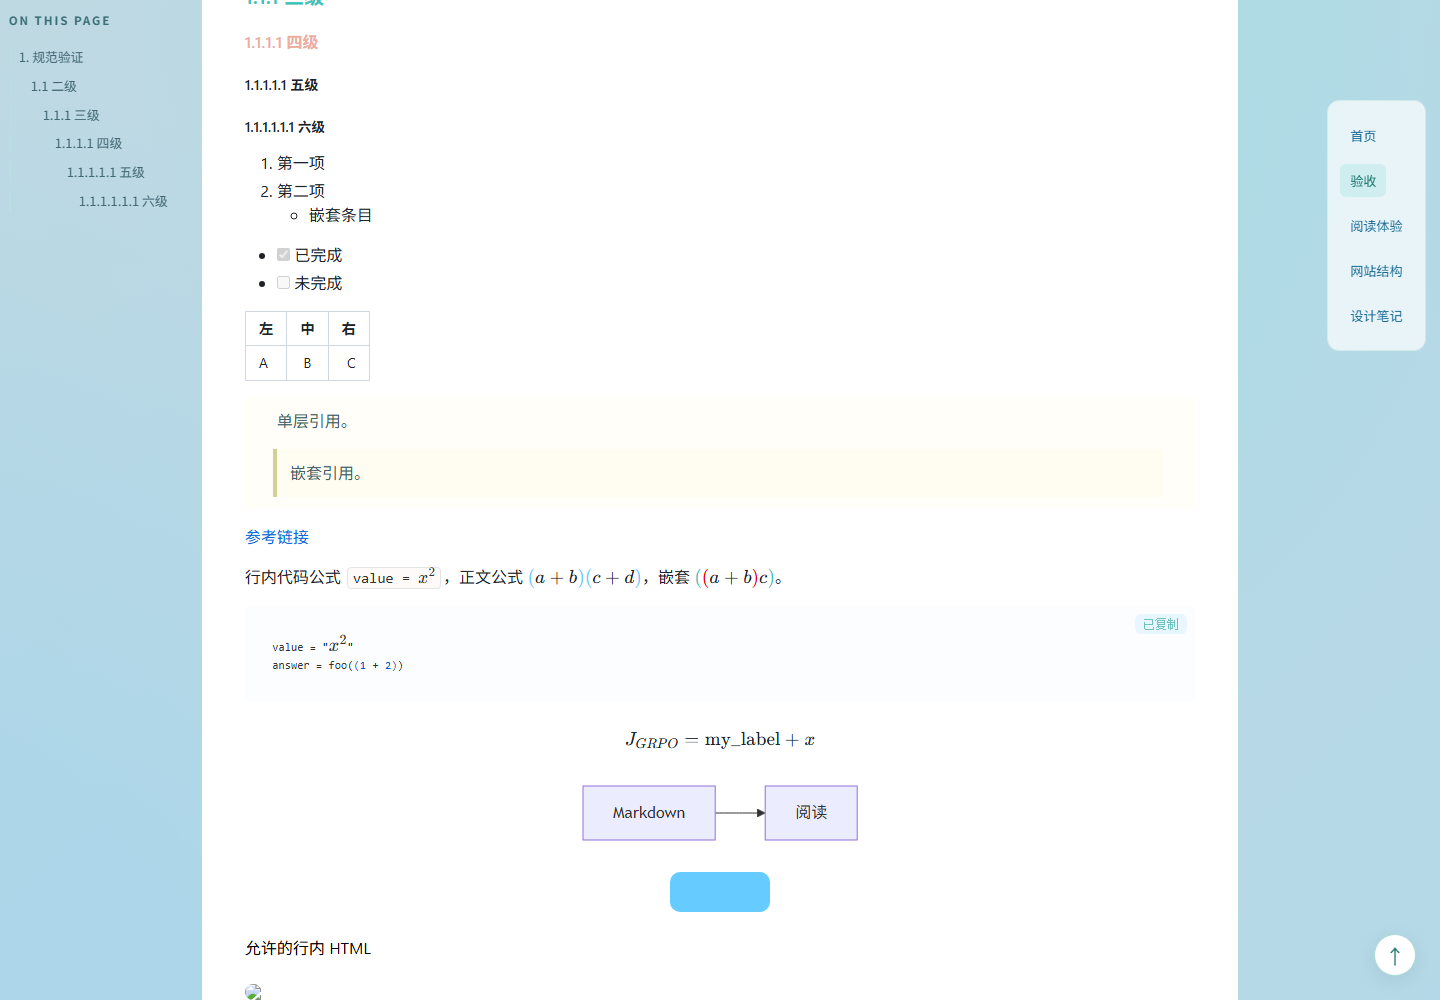 ON THIS PAGE
1. 规范验证
1.1 二级
1.1.1 三级
1.1.1.1 四级
1.1.1.1.1 五级
1.1.1.1.1.1 六级
1.1.1 三级
1.1.1.1 四级
1.1.1.1.1 五级
1.1.1.1.1.1 六级
1. 第一项
2. 第二项
嵌套条目
已完成
未完成
左 中 右
A B C
单层引用。
嵌套引用。
参考链接
行内代码公式 value = x², 正文公式 (a + b)(c + d)，嵌套 ((a + b)c)。
已复制
value = "x²"
answer = foo((1 + 2))
J_{GRPO} = my_label + x
Markdown 阅读
允许的行内 HTML
首页
验收
阅读体验
网站结构
设计笔记
↑